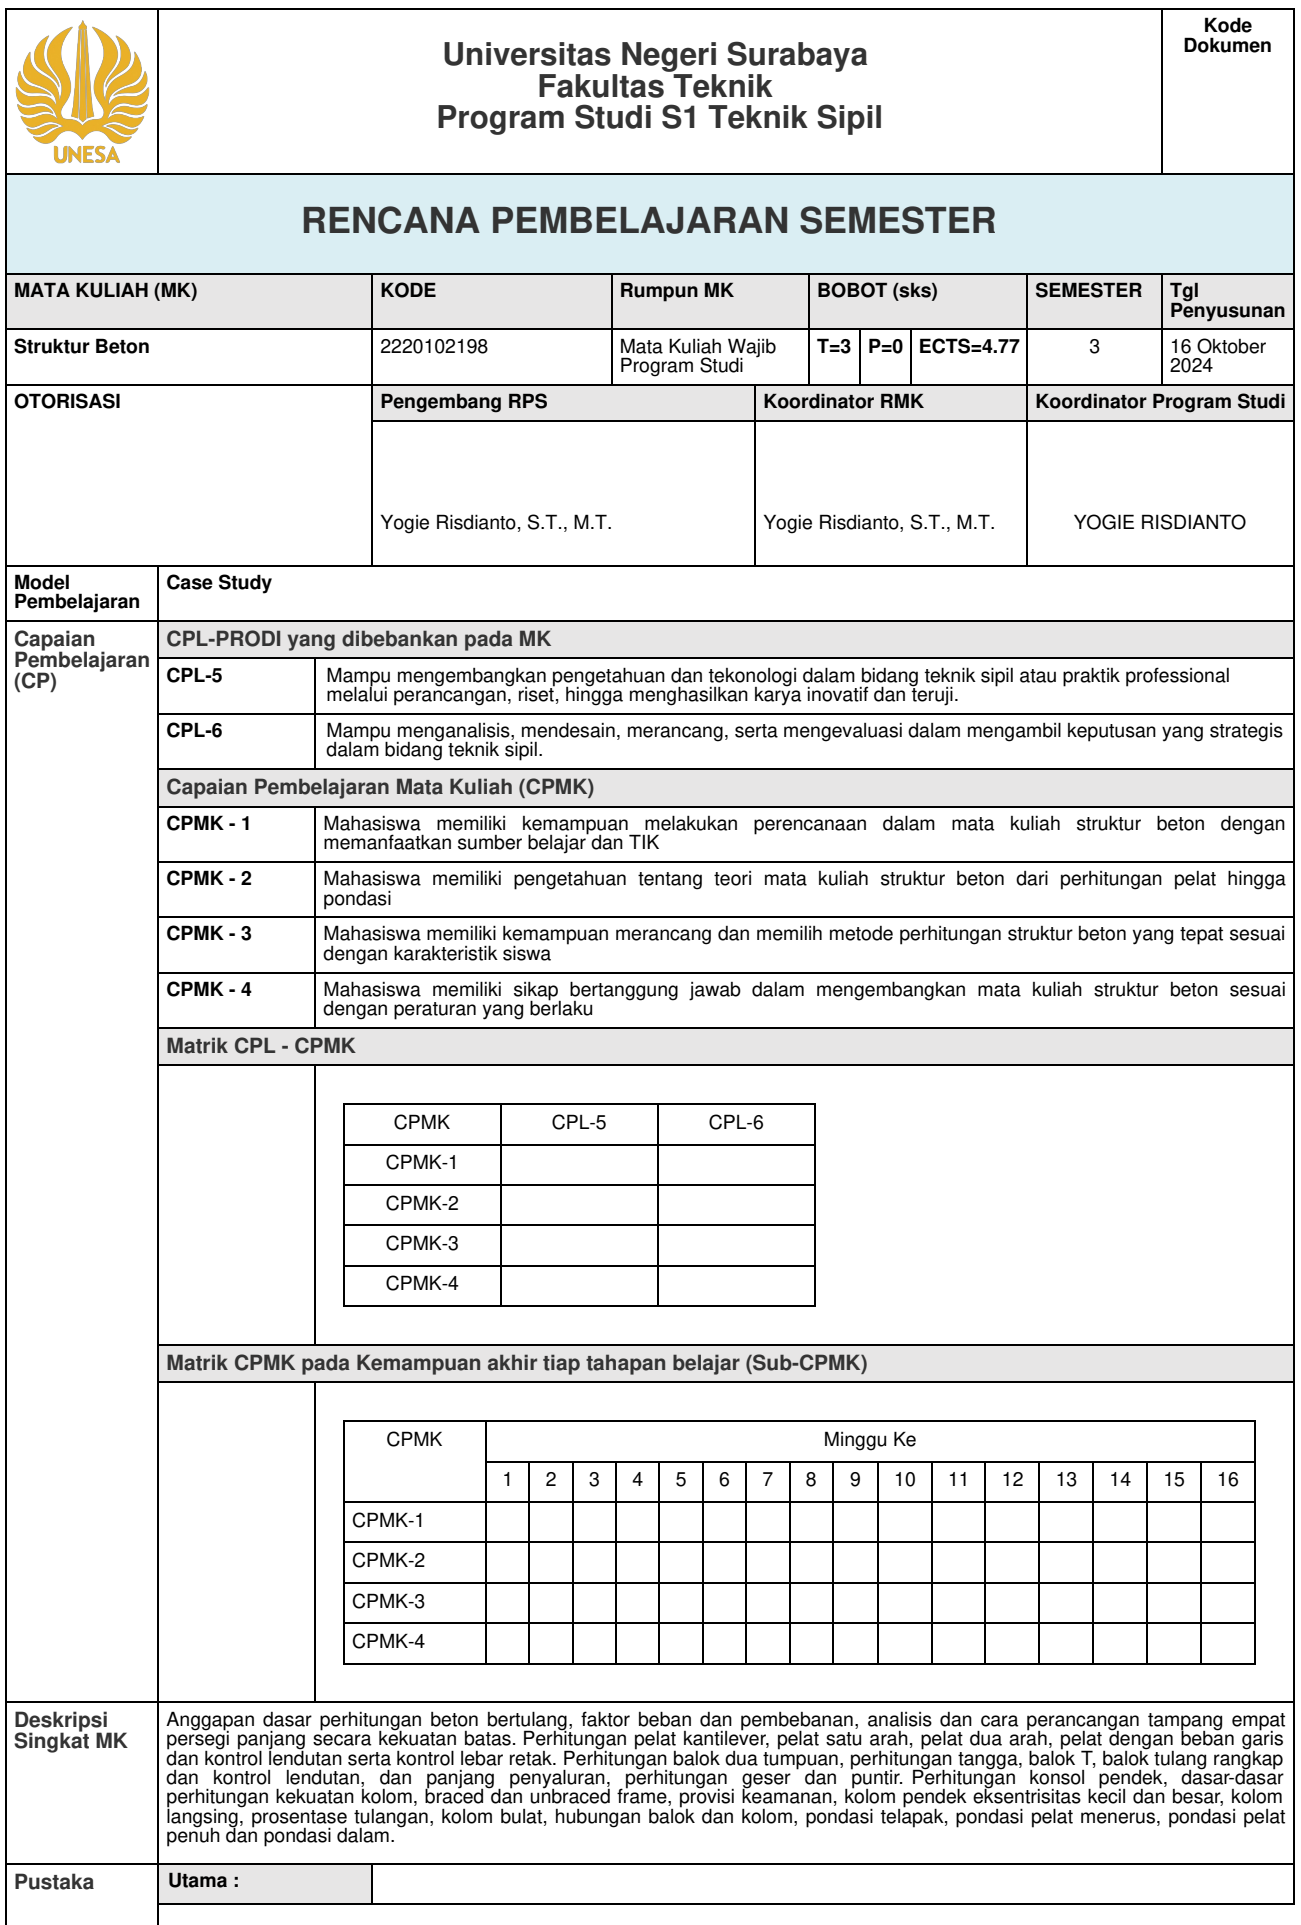 UNESA
Universitas Negeri Surabaya
Fakultas Teknik
Program Studi S1 Teknik Sipil
Kode
Dokumen
RENCANA PEMBELAJARAN SEMESTER
MATA KULIAH (MK) KODE Rumpun MK BOBOT (sks) SEMESTER Tgl
Penyusunan
Struktur Beton 2220102198 Mata Kuliah Wajib T=3 P=0 ECTS=4.77 3 16 Oktober
Program Studi 2024
OTORISASI Pengembang RPS Koordinator RMK Koordinator Program Studi
Yogie Risdianto, S.T., M.T. Yogie Risdianto, S.T., M.T. YOGIE RISDIANTO
Model Case Study
Pembelajaran
Capaian CPL-PRODI yang dibebankan pada MK
Pembelajaran
(CP)
CPL-5 Mampu mengembangkan pengetahuan dan tekonologi dalam bidang teknik sipil atau praktik professional
melalui perancangan, riset, hingga menghasilkan karya inovatif dan teruji.
CPL-6 Mampu menganalisis, mendesain, merancang, serta mengevaluasi dalam mengambil keputusan yang strategis
dalam bidang teknik sipil.
Capaian Pembelajaran Mata Kuliah (CPMK)
CPMK - 1 Mahasiswa memiliki kemampuan melakukan perencanaan dalam mata kuliah struktur beton dengan
memanfaatkan sumber belajar dan TIK
CPMK - 2 Mahasiswa memiliki pengetahuan tentang teori mata kuliah struktur beton dari perhitungan pelat hingga
pondasi
CPMK - 3 Mahasiswa memiliki kemampuan merancang dan memilih metode perhitungan struktur beton yang tepat sesuai
dengan karakteristik siswa
CPMK - 4 Mahasiswa memiliki sikap bertanggung jawab dalam mengembangkan mata kuliah struktur beton sesuai
dengan peraturan yang berlaku
Matrik CPL - CPMK
CPMK CPL-5 CPL-6
CPMK-1
CPMK-2
CPMK-3
CPMK-4
Matrik CPMK pada Kemampuan akhir tiap tahapan belajar (Sub-CPMK)
CPMK Minggu Ke
1 2 3 4 5 6 7 8 9 10 11 12 13 14 15 16
CPMK-1
CPMK-2
CPMK-3
CPMK-4
Deskripsi
Singkat MK
Anggapan dasar perhitungan beton bertulang, faktor beban dan pembebanan, analisis dan cara perancangan tampang empat
persegi panjang secara kekuatan batas. Perhitungan pelat kantilever, pelat satu arah, pelat dua arah, pelat dengan beban garis
dan kontrol lendutan serta kontrol lebar retak. Perhitungan balok dua tumpuan, perhitungan tangga, balok T, balok tulang rangkap
dan kontrol lendutan, dan panjang penyaluran, perhitungan geser dan puntir. Perhitungan konsol pendek, dasar-dasar
perhitungan kekuatan kolom, braced dan unbraced frame, provisi keamanan, kolom pendek eksentrisitas kecil dan besar, kolom
langsing, prosentase tulangan, kolom bulat, hubungan balok dan kolom, pondasi telapak, pondasi pelat menerus, pondasi pelat
penuh dan pondasi dalam.
Pustaka Utama :